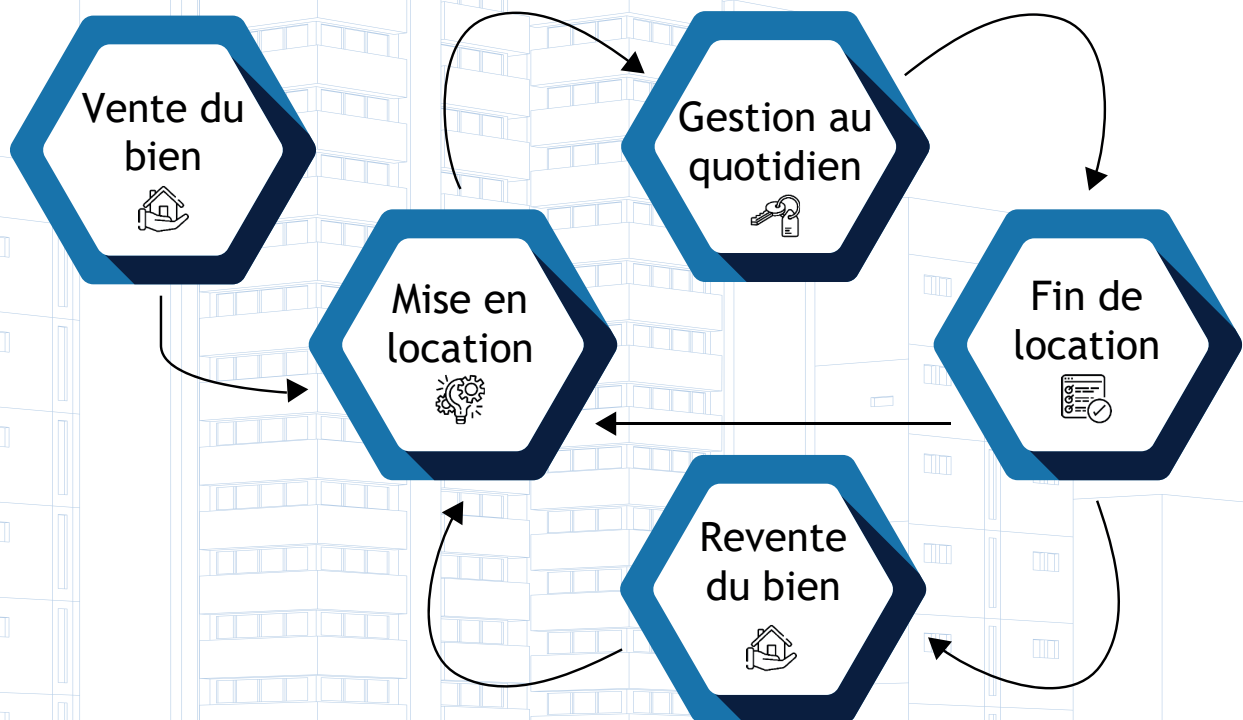 Vente du
bien
Gestion au
quotidien
Mise en
location
Fin de
location
Revente
du bien